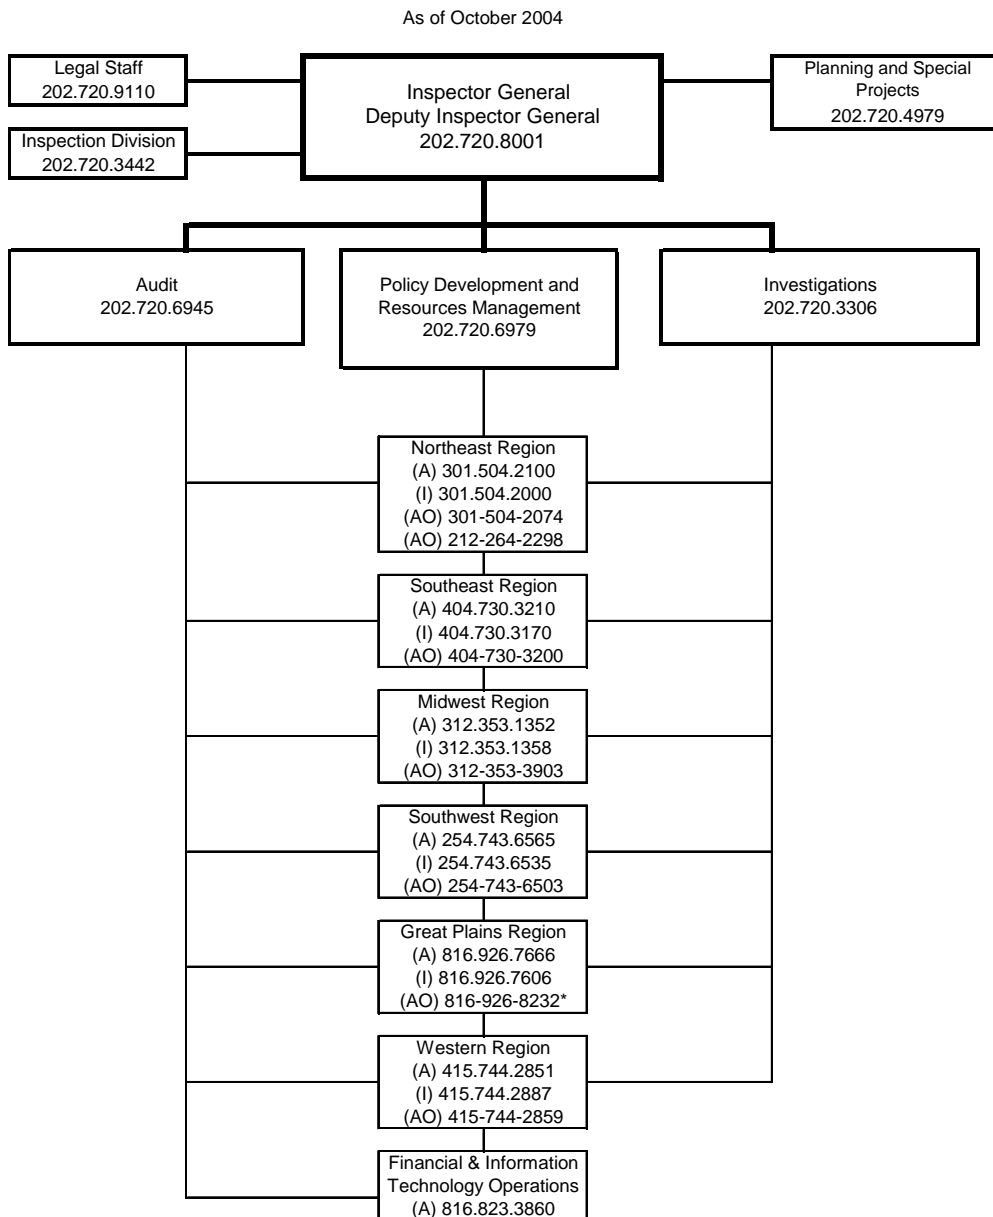 As of October 2004
Legal Staff
202.720.9110
Inspection Division
202.720.3442
Inspector General
Deputy Inspector General
202.720.8001
Planning and Special
Projects
202.720.4979
Audit
202.720.6945
Policy Development and
Resources Management
202.720.6979
Investigations
202.720.3306
Northeast Region
(A) 301.504.2100
(I) 301.504.2000
(AO) 301-504-2074
(AO) 212-264-2298
Southeast Region
(A) 404.730.3210
(I) 404.730.3170
(AO) 404-730-3200
Midwest Region
(A) 312.353.1352
(I) 312.353.1358
(AO) 312-353-3903
Southwest Region
(A) 254.743.6565
(I) 254.743.6535
(AO) 254-743-6503
Great Plains Region
(A) 816.926.7666
(I) 816.926.7606
(AO) 816-926-8232*
Western Region
(A) 415.744.2851
(I) 415.744.2887
(AO) 415-744-2859
Financial & Information
Technology Operations
(A) 816.823.3860